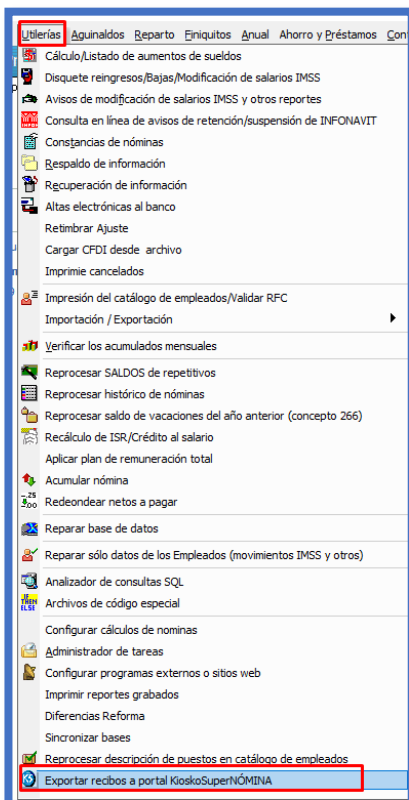 Utilerías Aguinaldos Reparto Finiquitos Anual Ahorro y Préstamos
Cálculo/Listado de aumentos de sueldos
Disquete reingresos/Bajas/Modificación de salarios IMSS
Avisos de modificación de salarios IMSS y otros reportes
Consulta en línea de avisos de retención/suspensión de INFONAVIT
Constancias de nóminas
Respaldo de información
Recuperación de información
Altas electrónicas al banco
Retimbrar Ajuste
Cargar CFDI desde archivo
Imprimie cancelados
Impresión del catálogo de empleados/Validar RFC
Importación / Exportación
Verificar los acumulados mensuales
Reprocesar SALDOS de repetitivos
Reprocesar histórico de nóminas
Reprocesar saldo de vacaciones del año anterior (concepto 266)
Recálculo de ISR/Crédito al salario
Aplicar plan de remuneración total
Acumular nómina
Redeondear netos a pagar
Reparar base de datos
Reparar sólo datos de los Empleados (movimientos IMSS y otros)
Analizador de consultas SQL
IF THEN ELSE Archivos de código especial
Configurar cálculos de nominas
Administrador de tareas
Configurar programas externos o sitios web
Imprimir reportes grabados
Diferencias Reforma
Sincronizar bases
Reprocesar descripción de puestos en catálogo de empleados
Exportar recibos a portal KioskoSuperNÓMINA